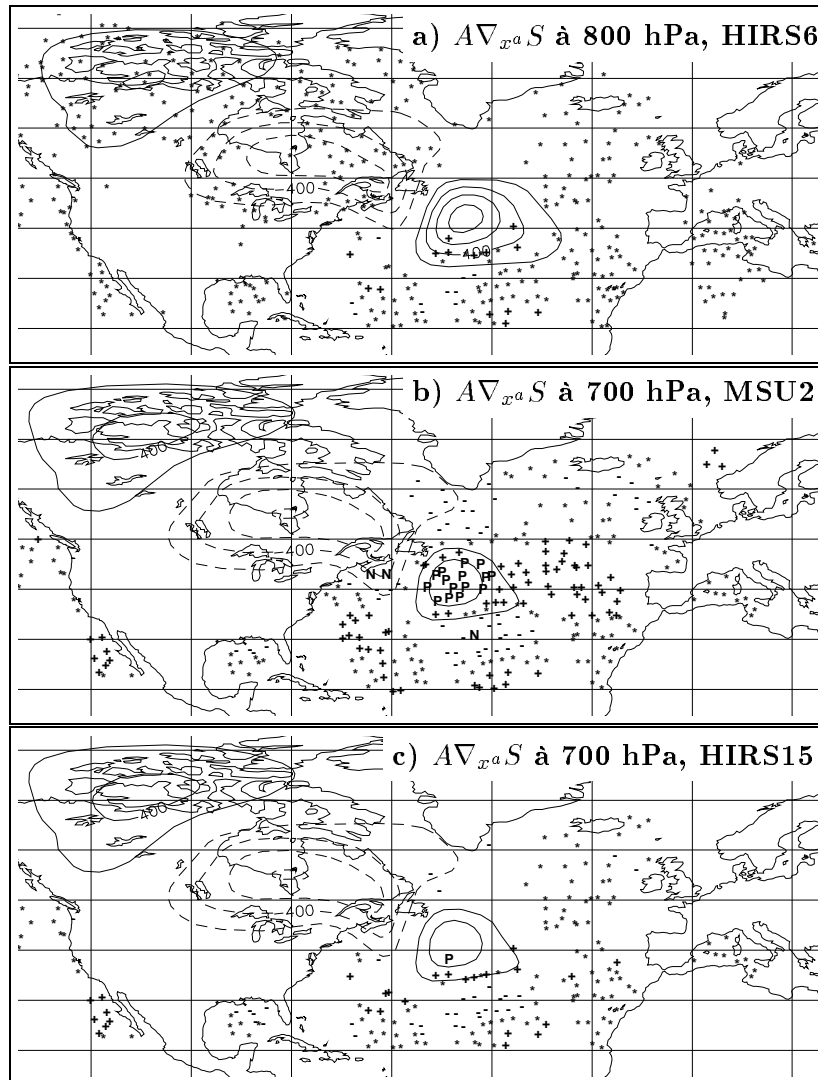 a) A∇ₓᵃS à 800 hPa, HIRS6
400
400
b) A∇ₓᵃS à 700 hPa, MSU2
400
400
N N
P P P P P P P P P P P P P P P
N
c) A∇ₓᵃS à 700 hPa, HIRS15
400
400
P